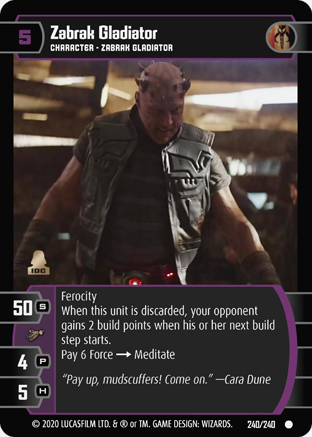 5 Zabrak Gladiator
CHARACTER - ZABRAK GLADIATOR
IDC
50 S
4 P
5 H
Ferocity
When this unit is discarded, your opponent
gains 2 build points when his or her next build
step starts.
Pay 6 Force → Meditate
“Pay up, mudscuffers! Come on.” —Cara Dune
© 2020 LUCASFILM LTD. & ® or TM. GAME DESIGN: WIZARDS. 240/240